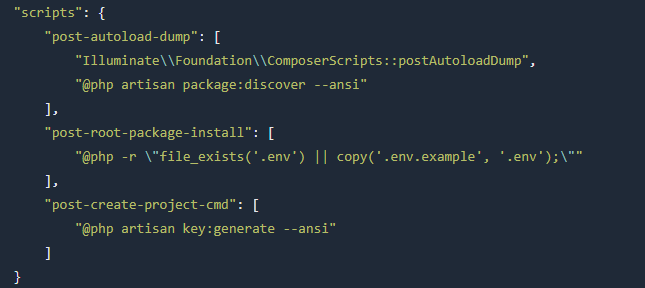 "scripts": {
"post-autoload-dump": [
"Illuminate\\Foundation\\ComposerScripts::postAutoloadDump",
"@php artisan package:discover --ansi"
],
"post-root-package-install": [
"@php -r \"file_exists('.env') || copy('.env.example', '.env');\""
],
"post-create-project-cmd": [
"@php artisan key:generate --ansi"
]
}